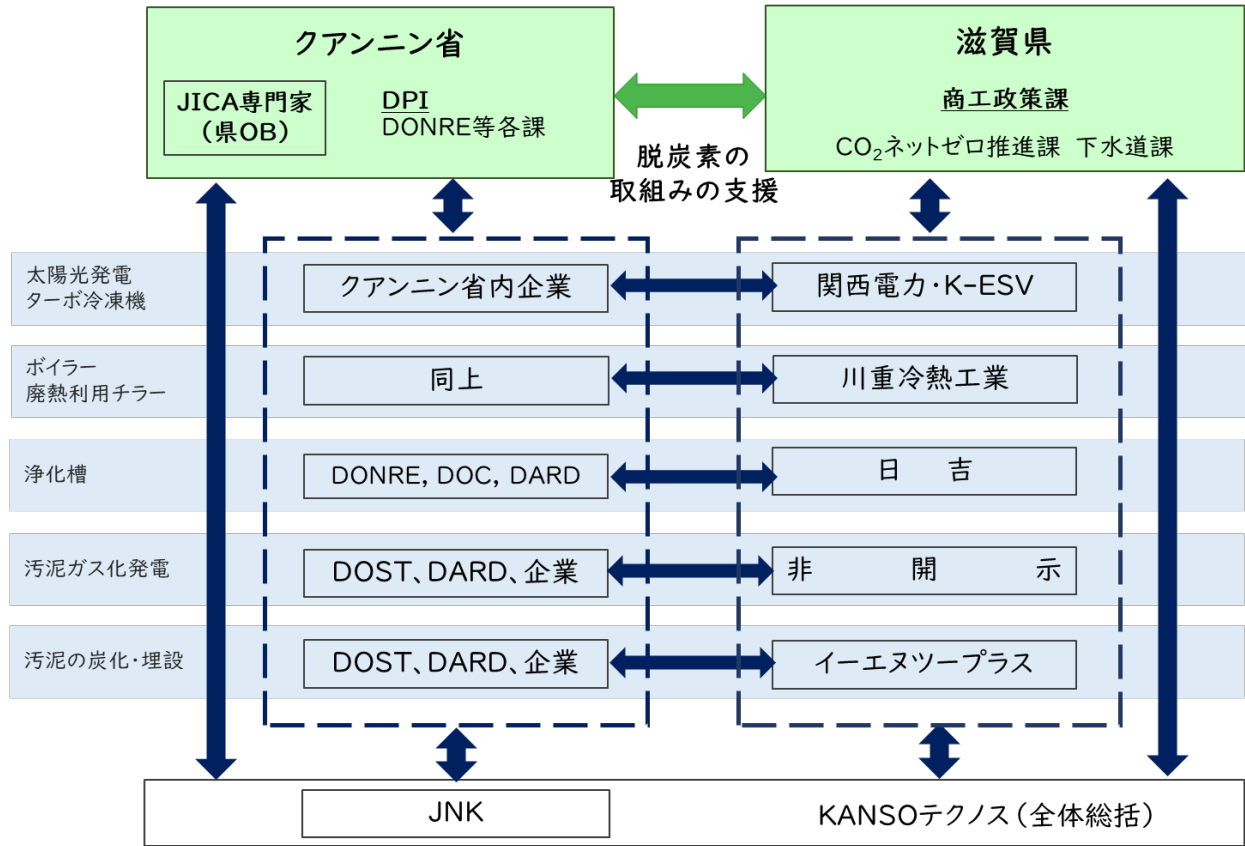 クアンニン省
JICA専門家
(県OB)
DPI
DONRE等各課
滋賀県
商工政策課
CO₂ネットゼロ推進課 下水道課
脱炭素の
取組みの支援
太陽光発電
ターボ冷凍機
クアンニン省内企業
関西電力・K-ESV
ボイラー
廃熱利用チラー
同上
川重冷熱工業
浄化槽
DONRE, DOC, DARD
日 吉
汚泥ガス化発電
DOST、DARD、企業
非 開 示
汚泥の炭化・埋設
DOST、DARD、企業
イーエヌツープラス
JNK
KANSOテクノス(全体総括)